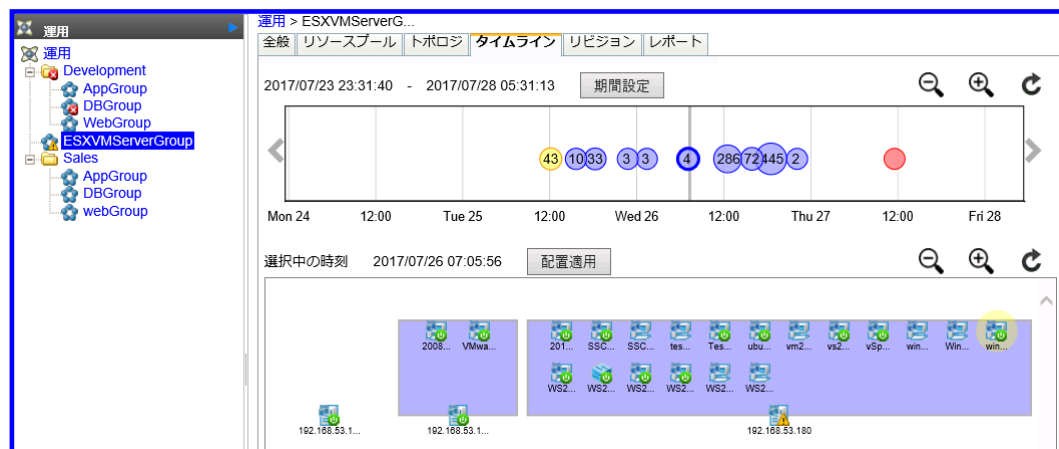 運用
運用
Development
AppGroup
DBGroup
WebGroup
ESXVMServerGroup
Sales
AppGroup
DBGroup
webGroup
運用 > ESXVMServerG...
全般 リソースプール トポロジ タイムライン リビジョン レポート
2017/07/23 23:31:40 - 2017/07/28 05:31:13 期間設定
43 10 33 3 3 4 286 72 445 2
Mon 24 12:00 Tue 25 12:00 Wed 26 12:00 Thu 27 12:00 Fri 28
選択中の時刻 2017/07/26 07:05:56 配置適用
2008... VMwa... 201... SSC... SSC... tes... Tes... ubu... vm2... vs2... vSp... win... Win... win...
WS2... WS2... WS2... WS2... WS2... WS2...
192.168.53.1... 192.168.53.1... 192.168.53.180